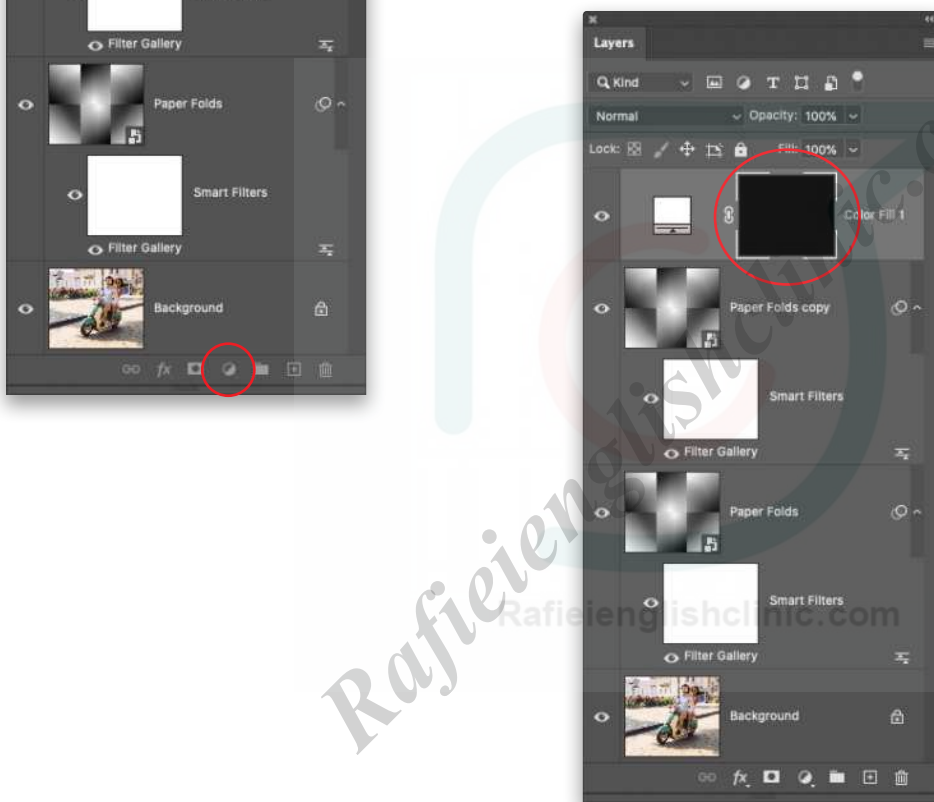 Filter Gallery
Paper Folds
Smart Filters
Filter Gallery
Background
fx
Layers
Kind
T
Normal
Opacity: 100%
Lock:
Fill: 100%
Color Fill 1
Paper Folds copy
Smart Filters
Filter Gallery
Paper Folds
Smart Filters
Filter Gallery
Background
fx
Rafieienglishclinic.com
Rafieienglishclinic.com